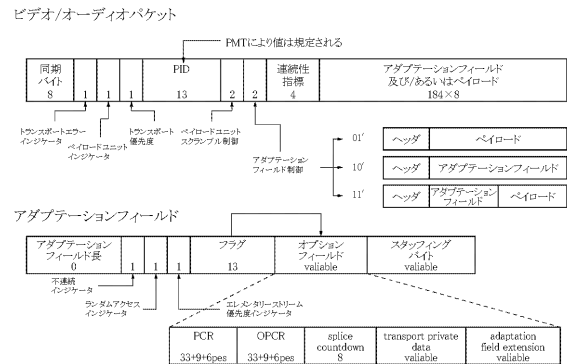 ビデオ/オーディオパケット
PMTにより値は規定される
同期
バイト
8
1
1
1
PID
13
2
2
連続性
指標
4
アダプテーションフィールド
及び/あるいはペイロード
184×8
トランスポートエラー
インジケータ
ペイロードユニット
インジケータ
トランスポート
優先度
ペイロードユニット
スクランブル制御
アダプテーション
フィールド制御
01′
ヘッダ
ペイロード
10′
ヘッダ
アダプテーションフィールド
11′
ヘッダ
アダプテーション
フィールド
ペイロード
アダプテーションフィールド
アダプテーション
フィールド長
0
1
1
1
フラグ
13
オプション
フィールド
valiable
スタッフィング
バイト
valiable
不連続
インジケータ
ランダムアクセス
インジケータ
エレメンタリーストリーム
優先度インジケータ
PCR
33+9+6pes
OPCR
33+9+6pes
splice
countdown
8
transport private
data
valiable
adaptation
field extension
valiable